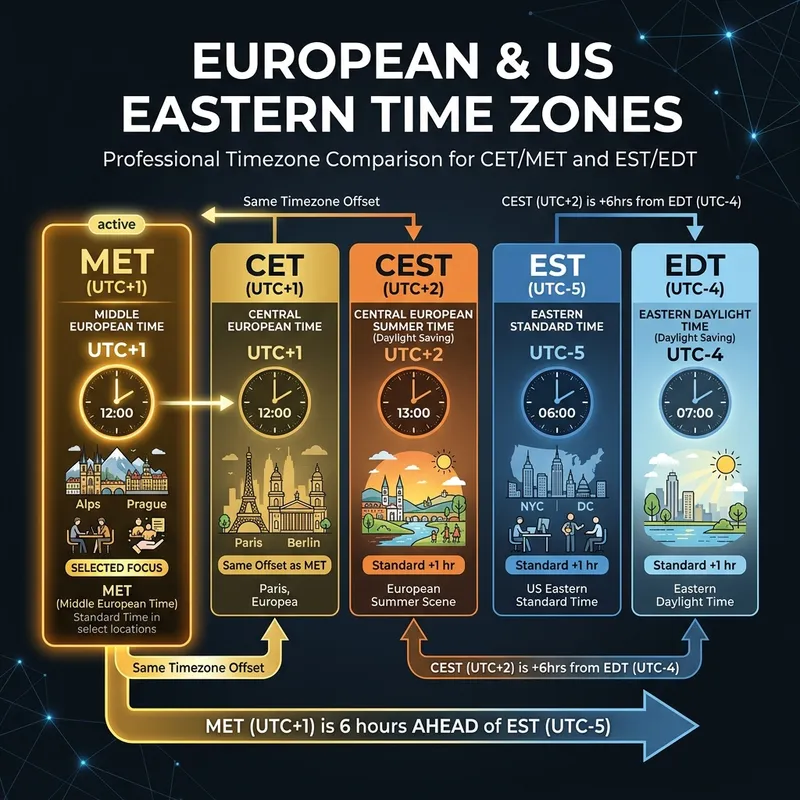 EUROPEAN & US
EASTERN TIME ZONES
Professional Timezone Comparison for CET/MET and EST/EDT
Same Timezone Offset
CEST (UTC+2) is +6hrs from EDT (UTC-4)
active
MET
(UTC+1)
MIDDLE
EUROPEAN TIME
UTC+1
12:00
Alps
Prague
SELECTED FOCUS
MET
(Middle European Time)
Standard Time in
select locations
CET
(UTC+1)
CENTRAL
EUROPEAN TIME
UTC+1
12:00
Paris
Berlin
Same Offset as MET
Paris,
Europea
CEST
(UTC+2)
CENTRAL EUROPEAN
SUMMER TIME
(Daylight Saving)
UTC+2
13:00
Standard +1 hr
European
Summer Scene
EST
(UTC-5)
EASTERN
STANDARD TIME
UTC-5
06:00
NYC
DC
Standard +1 hr
US Eastern
Standard Time
EDT
(UTC-4)
EASTERN DAYLIGHT
TIME
(Daylight Saving)
UTC-4
07:00
Standard +1 hr
Eastern
Daylight Time
Same Timezone Offset
CEST (UTC+2) is +6hrs from EDT (UTC-4)
MET (UTC+1) is 6 hours AHEAD of EST (UTC-5)